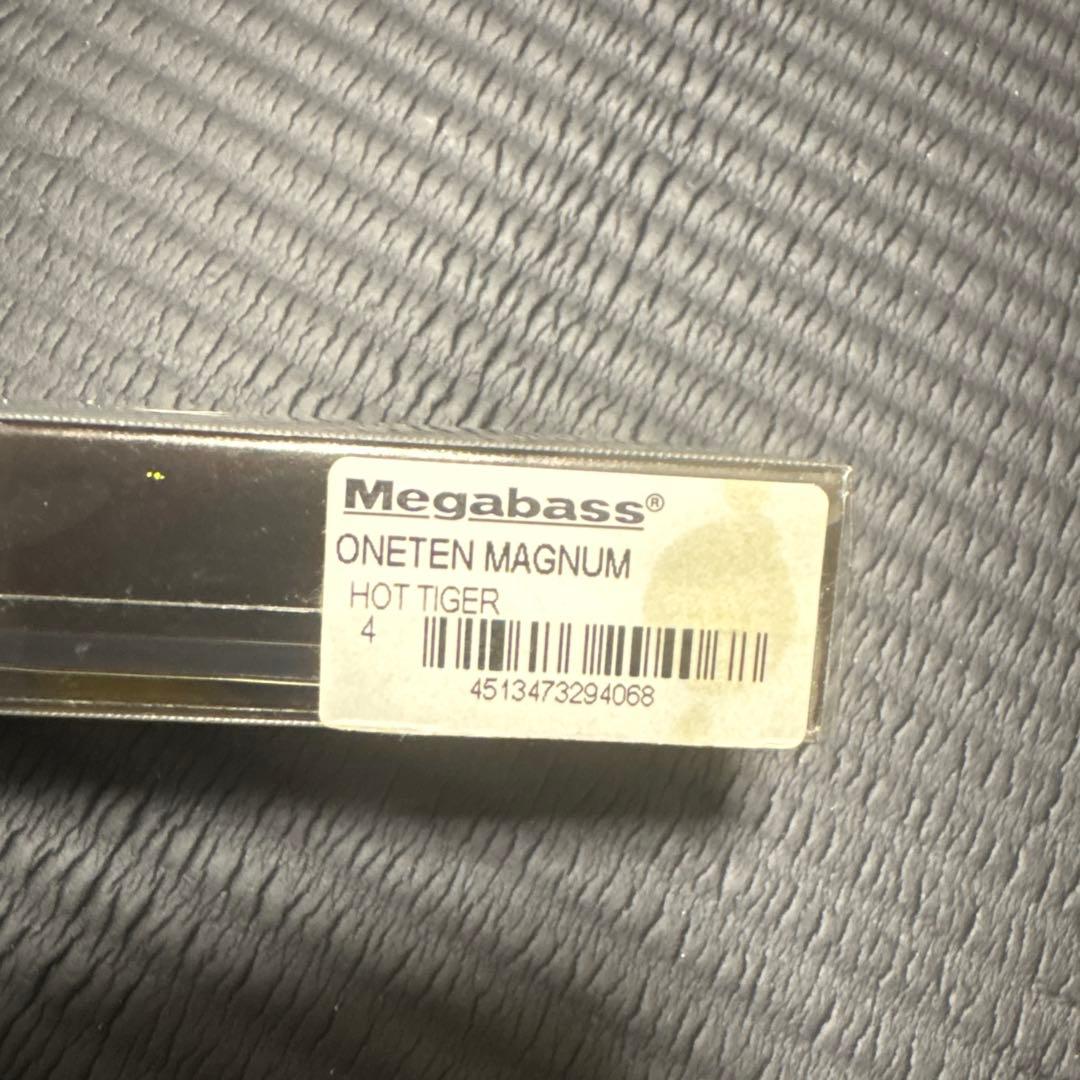 Megabass®
ONETEN MAGNUM
HOT TIGER
4
4513473294068